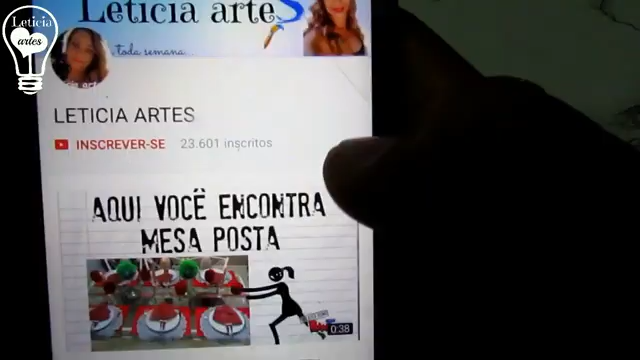 Leticia
artes
Leticia artes
toda semana...
LETICIA ARTES
INSCREVER-SE 23.601 inscritos
AQUI VOCÊ ENCONTRA
MESA POSTA
0:38